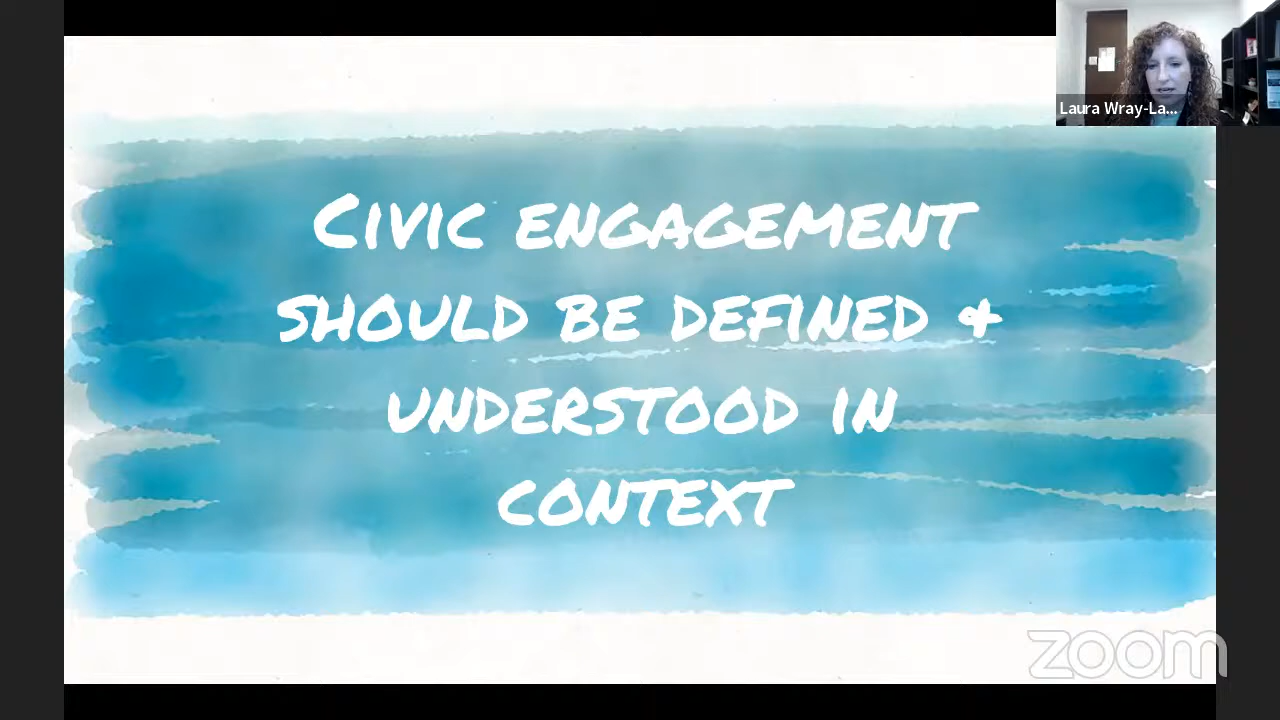 Laura Wray-La...
CIVIC ENGAGEMENT
SHOULD BE DEFINED &
UNDERSTOOD IN
CONTEXT
zoom